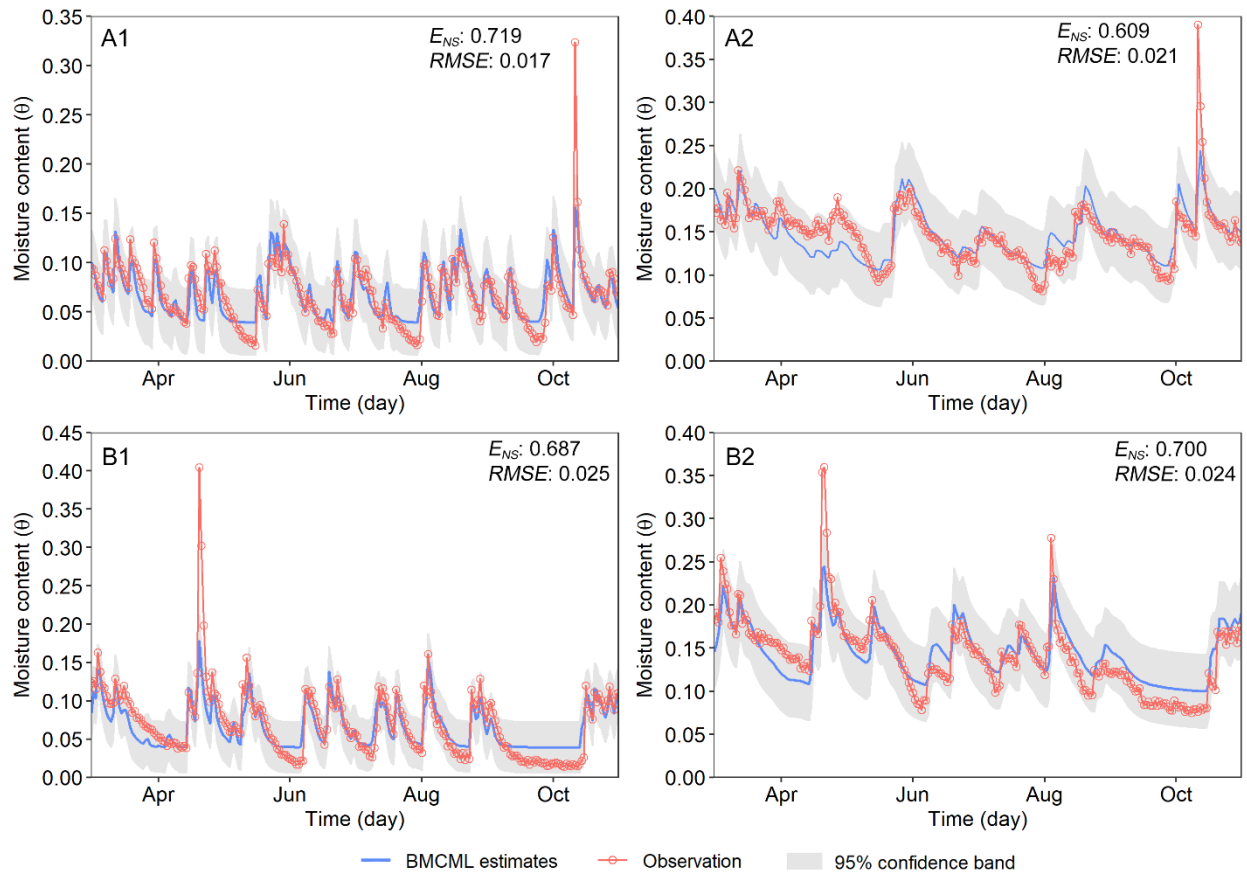 A1
E_NS: 0.719
RMSE: 0.017
Moisture content (θ)
0.35
0.30
0.25
0.20
0.15
0.10
0.05
0.00
Apr Jun Aug Oct
Time (day)
A2
E_NS: 0.609
RMSE: 0.021
Moisture content (θ)
0.40
0.35
0.30
0.25
0.20
0.15
0.10
0.05
0.00
Apr Jun Aug Oct
Time (day)
B1
E_NS: 0.687
RMSE: 0.025
Moisture content (θ)
0.45
0.40
0.35
0.30
0.25
0.20
0.15
0.10
0.05
0.00
Apr Jun Aug Oct
Time (day)
B2
E_NS: 0.700
RMSE: 0.024
Moisture content (θ)
0.40
0.35
0.30
0.25
0.20
0.15
0.10
0.05
0.00
Apr Jun Aug Oct
Time (day)
BMCML estimates Observation 95% confidence band